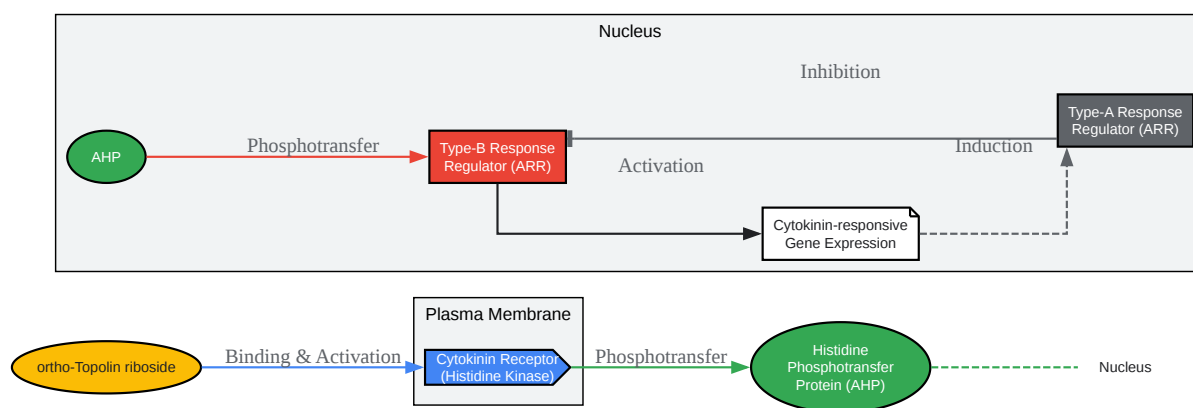 Nucleus
Inhibition
Type-A Response
Regulator (ARR)
AHP
Phosphotransfer
Type-B Response
Regulator (ARR)
Activation
Induction
Cytokinin-responsive
Gene Expression
Plasma Membrane
ortho-Topolin riboside
Binding & Activation
Cytokinin Receptor
(Histidine Kinase)
Phosphotransfer
Histidine
Phosphotransfer
Protein (AHP)
Nucleus